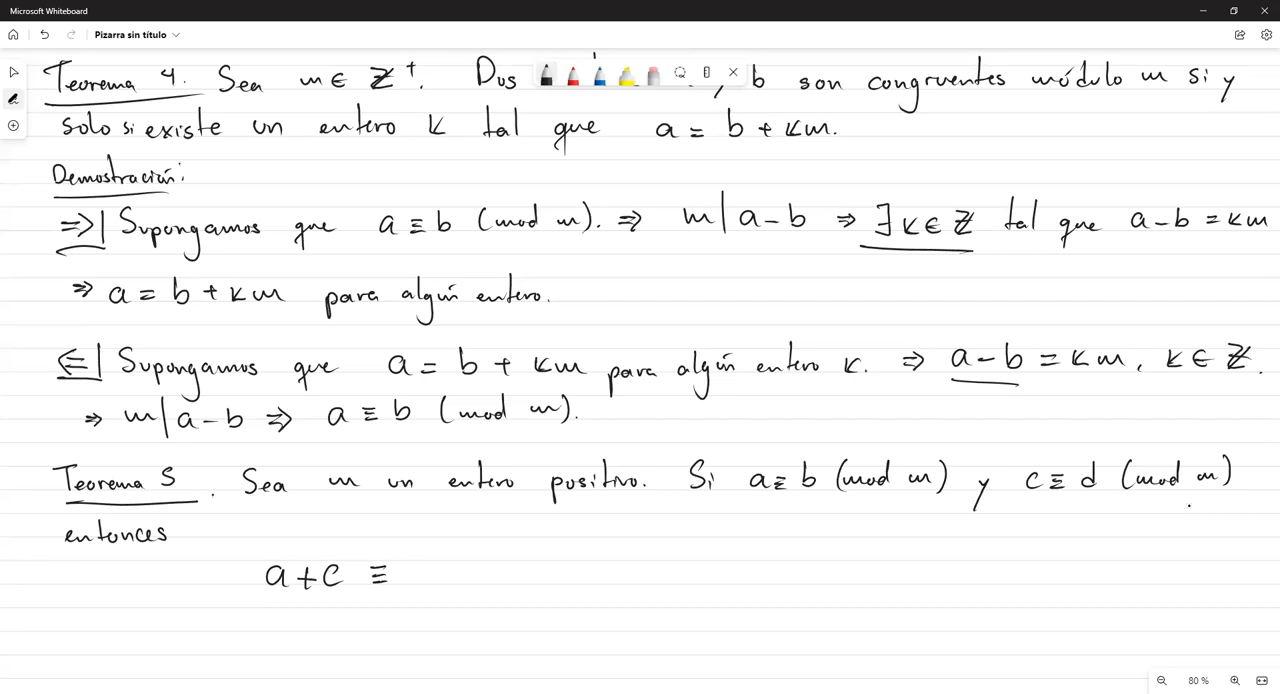 Microsoft Whiteboard
Pizarra sin título
Teorema 4. Sea m ∈ ℤ⁺. Dos y b son congruentes módulo m si y
solo si existe un entero k tal que a = b + km.
Demostración:
⇒| Supongamos que a ≡ b (mod m). ⇒ m | a - b ⇒ ∃ k ∈ ℤ tal que a - b = km
⇒ a = b + km para algún entero.
⇐| Supongamos que a = b + km para algún entero k. ⇒ a - b = km, k ∈ ℤ.
⇒ m | a - b ⇒ a ≡ b (mod m).
Teorema 5. Sea m un entero positivo. Si a ≡ b (mod m) y c ≡ d (mod m)
entonces
a + c ≡
80 %